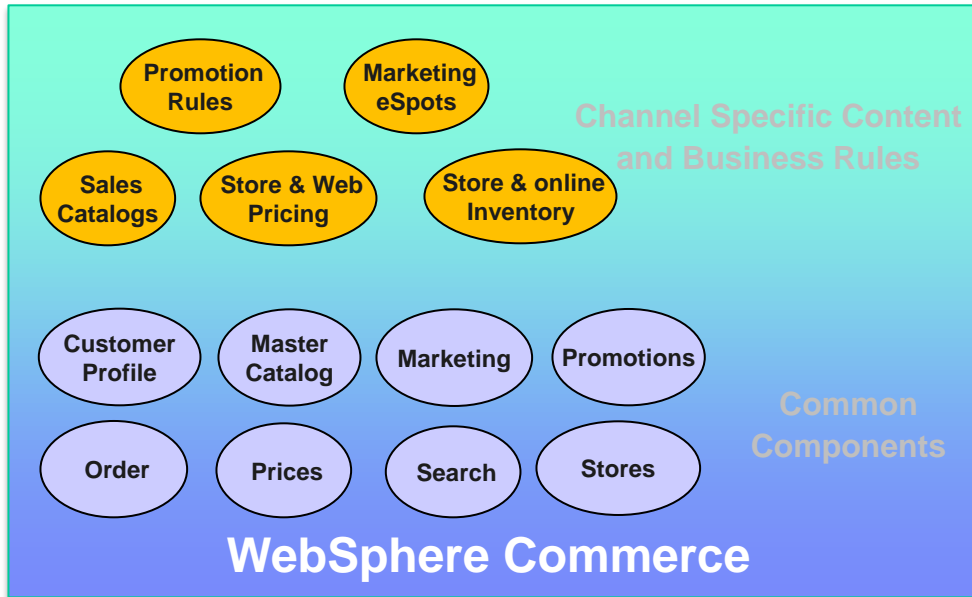 Promotion
Rules
Marketing
eSpots
Channel Specific Content
and Business Rules
Sales
Catalogs
Store & Web
Pricing
Store & online
Inventory
Customer
Profile
Master
Catalog
Marketing
Promotions
Common
Components
Order
Prices
Search
Stores
WebSphere Commerce